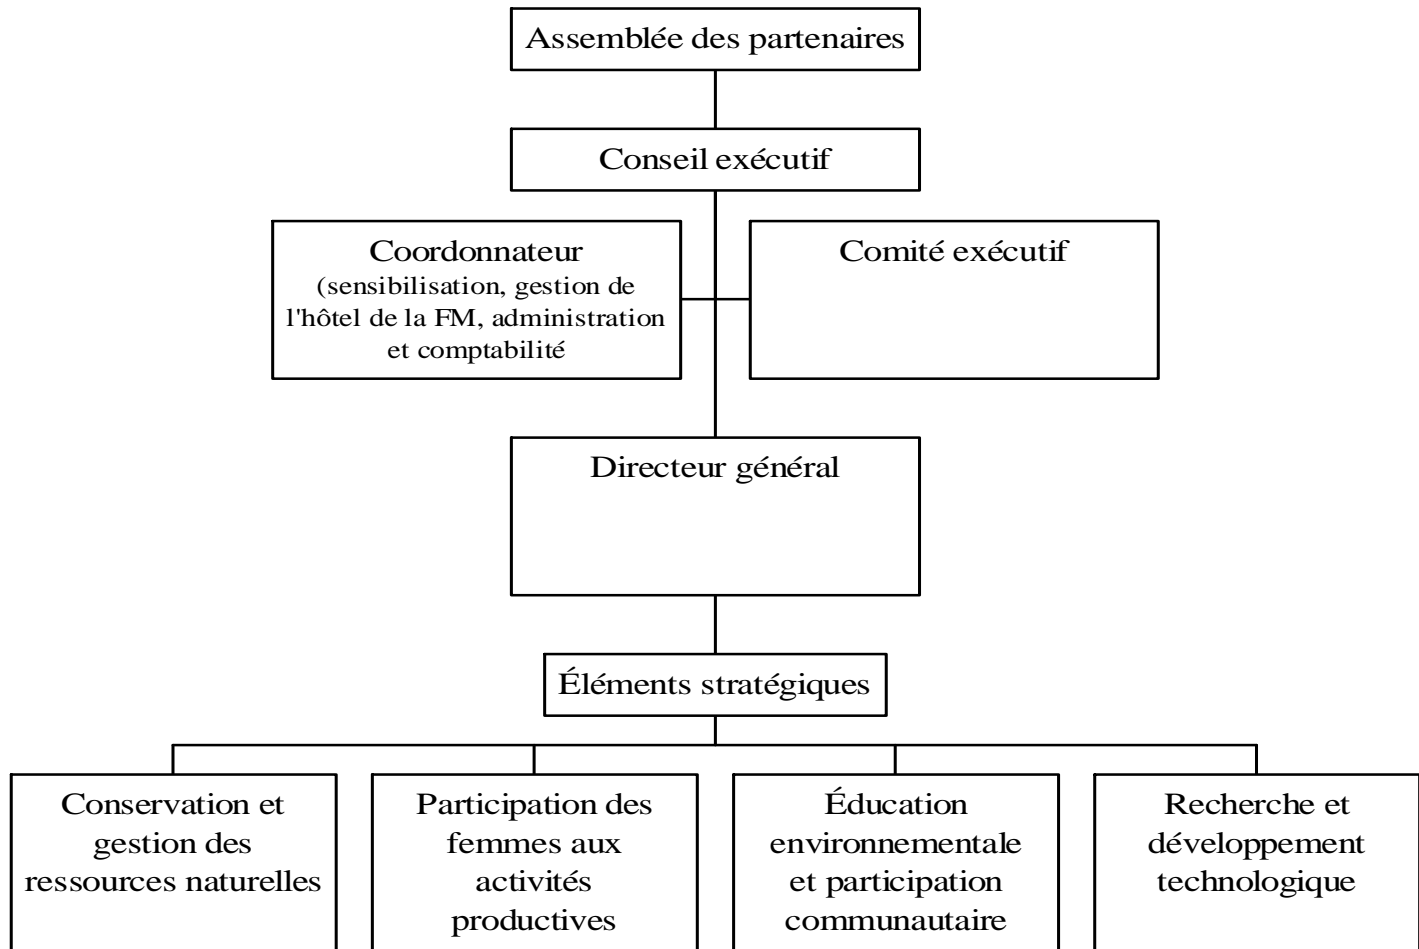 Assemblée des partenaires
Conseil exécutif
Coordonnateur
(sensibilisation, gestion de
l'hôtel de la FM, administration
et comptabilité
Comité exécutif
Directeur général
Éléments stratégiques
Conservation et
gestion des
ressources naturelles
Participation des
femmes aux
activités
productives
Éducation
environnementale
et participation
communautaire
Recherche et
développement
technologique